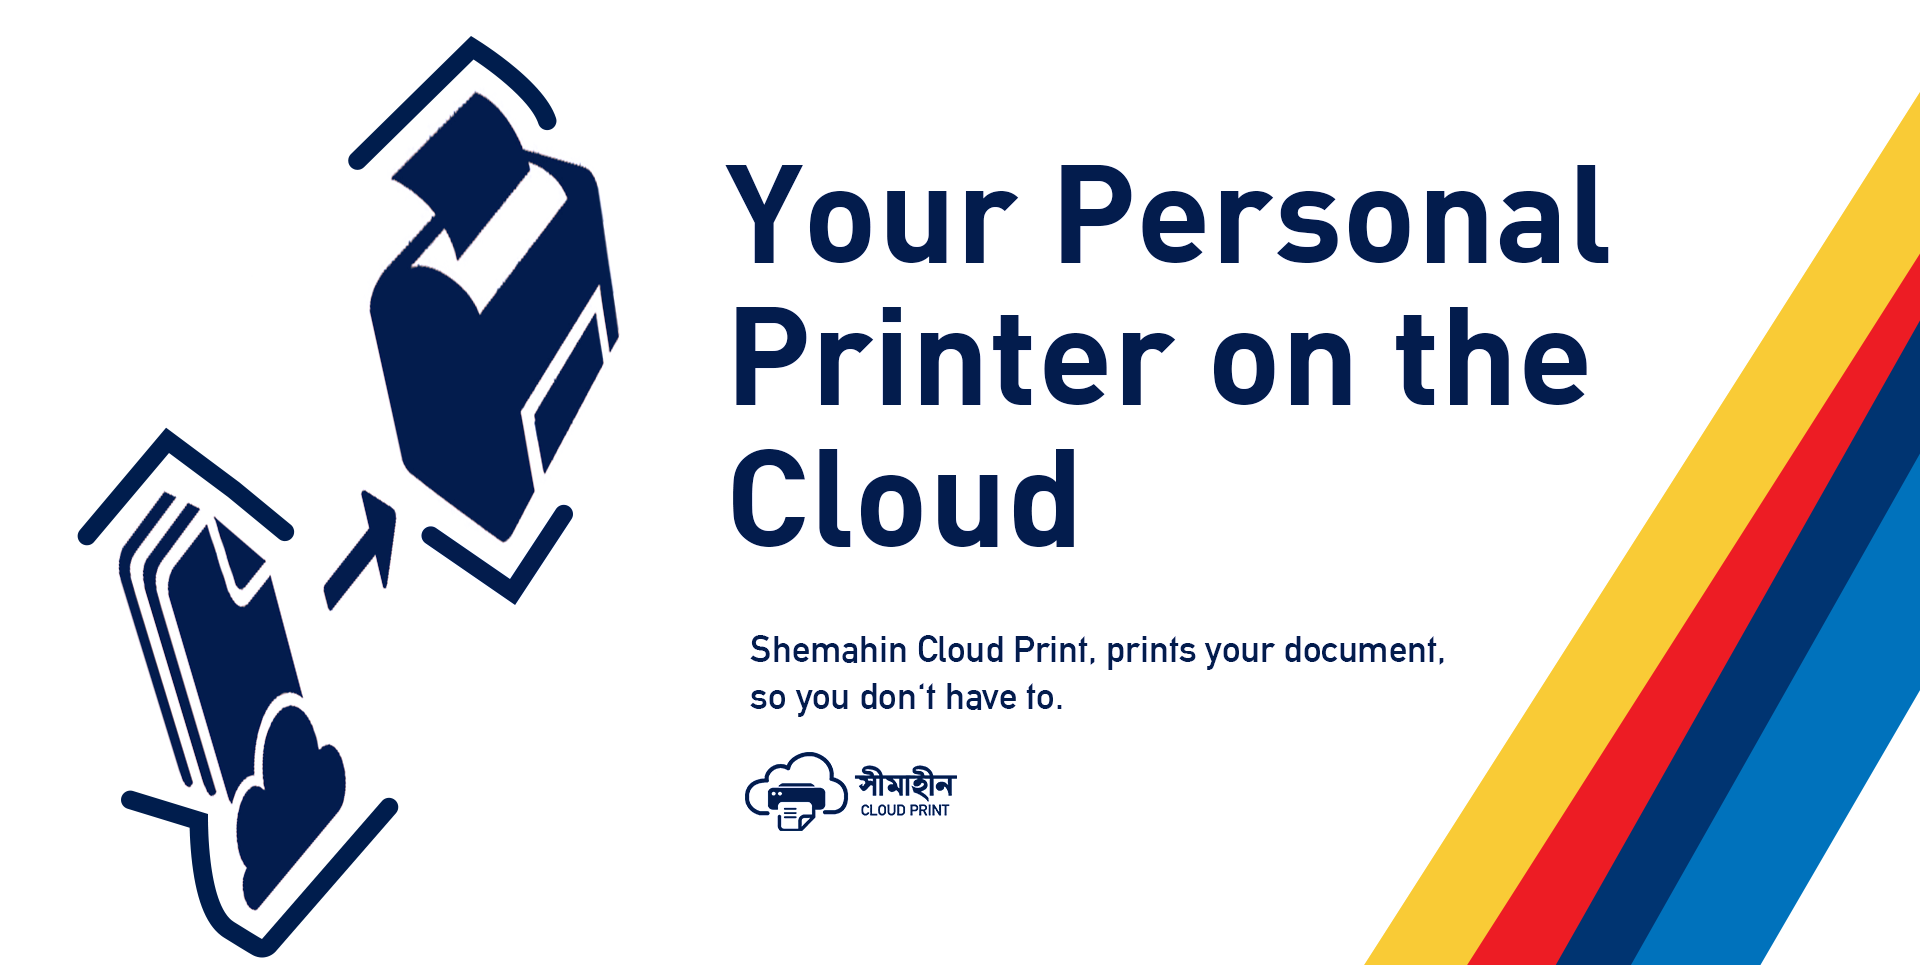 Your Personal
Printer on the
Cloud
Shemahin Cloud Print, prints your document,
so you don‘t have to.
সীমাহীন
CLOUD PRINT